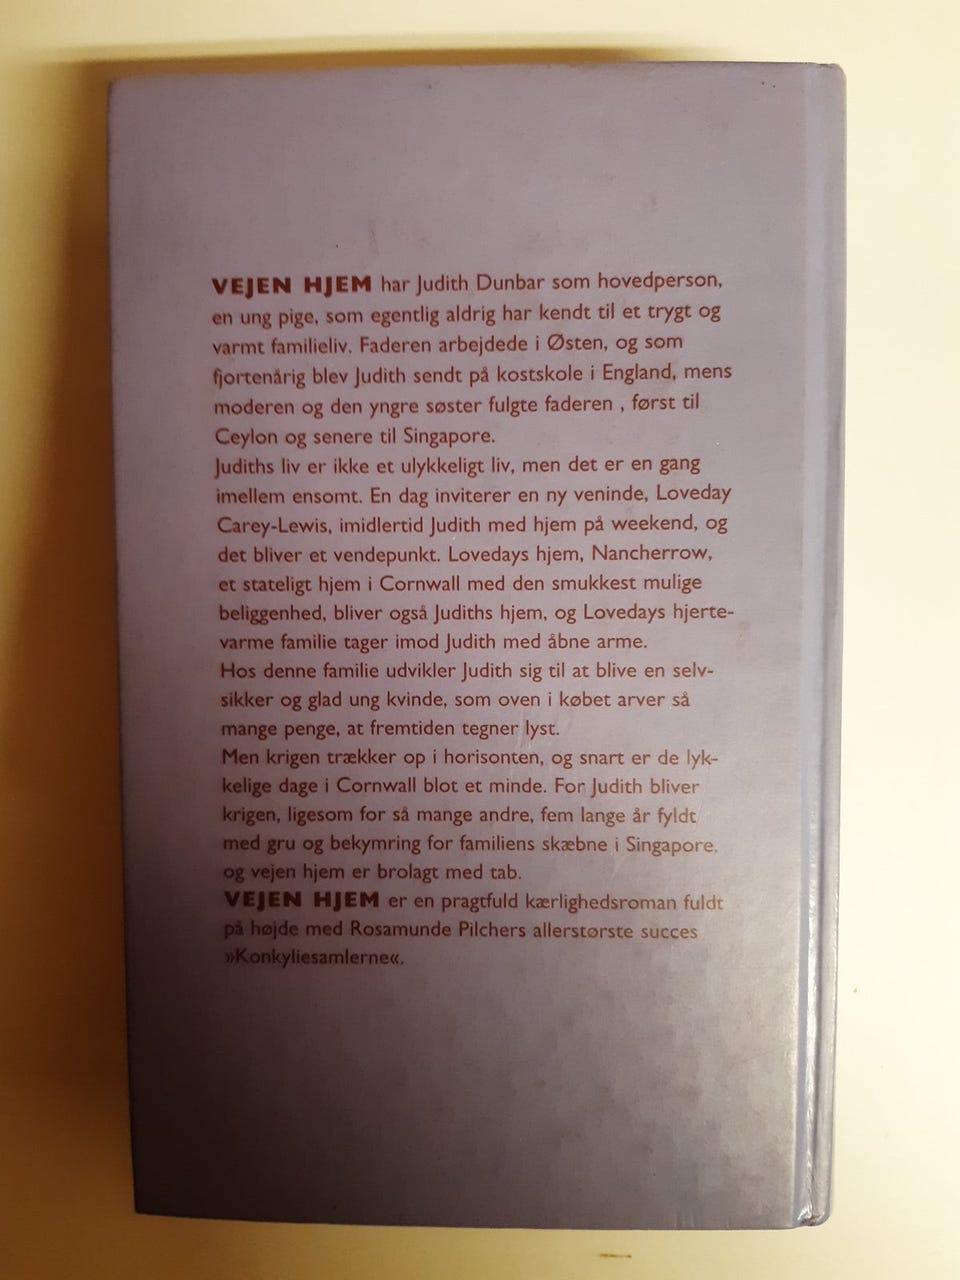 VEJEN HJEM har Judith Dunbar som hovedperson,
en ung pige, som egentlig aldrig har kendt til et trygt og
varmt familieliv. Faderen arbejdede i Østen, og som
fjortenårig blev Judith sendt på kostskole i England, mens
moderen og den yngre søster fulgte faderen , først til
Ceylon og senere til Singapore.
Judiths liv er ikke et ulykkeligt liv, men det er en gang
imellem ensomt. En dag inviterer en ny veninde, Loveday
Carey-Lewis, imidlertid Judith med hjem på weekend, og
det bliver et vendepunkt. Lovedays hjem, Nancherrow,
et stateligt hjem i Cornwall med den smukkest mulige
beliggenhed, bliver også Judiths hjem, og Lovedays hjerte-
varme familie tager imod Judith med åbne arme.
Hos denne familie udvikler Judith sig til at blive en selv-
sikker og glad ung kvinde, som oven i købet arver så
mange penge, at fremtiden tegner lyst.
Men krigen trækker op i horisonten, og snart er de lyk-
kelige dage i Cornwall blot et minde. For Judith bliver
krigen, ligesom for så mange andre, fem lange år fyldt
med gru og bekymring for familiens skæbne i Singapore,
og vejen hjem er brolagt med tab.
VEJEN HJEM er en pragtfuld kærlighedsroman fuldt
på højde med Rosamunde Pilchers allerstørste succes
»Konkyliesamlerne«.